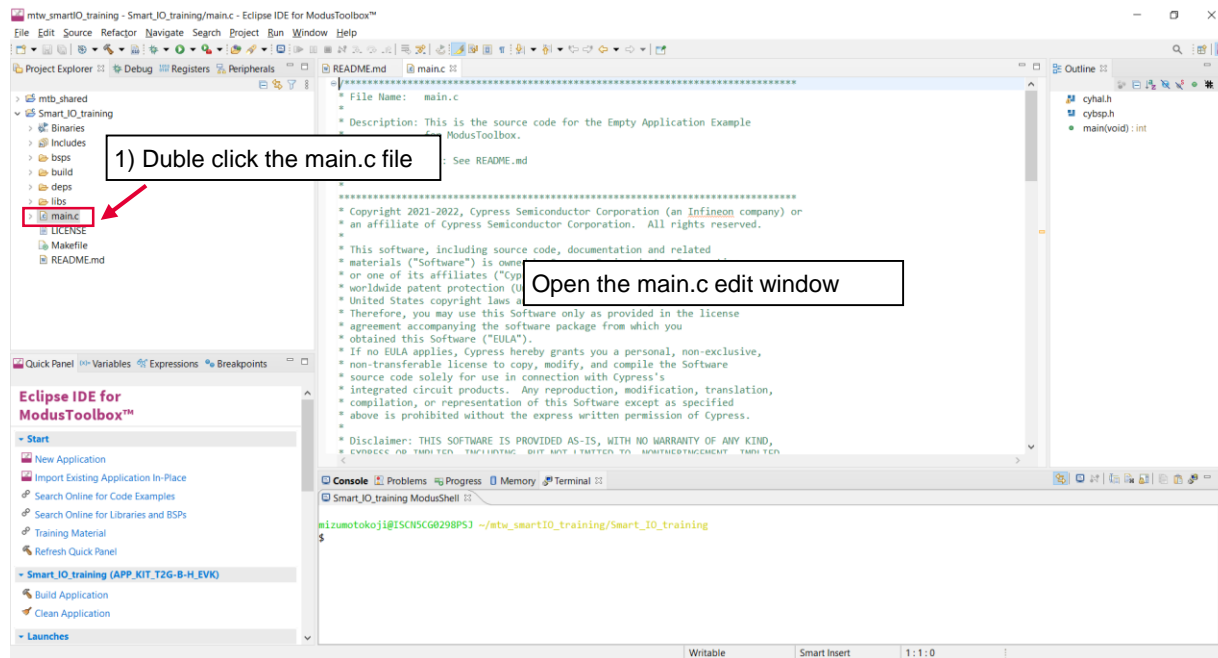 mtw_smartIO_training - Smart_IO_training/main.c - Eclipse IDE for ModusToolbox™
File Edit Source Refactor Navigate Search Project Run Window Help
Project Explorer Debug Registers Peripherals
mtb_shared
Smart_IO_training
Binaries
Includes
bsps
build
deps
libs
main.c
LICENSE
Makefile
README.md
1) Duble click the main.c file
README.md main.c
/******************************************************************************
* File Name: main.c
*
* Description: This is the source code for the Empty Application Example
for ModusToolbox.
: See README.md
*
*******************************************************************************
* Copyright 2021-2022, Cypress Semiconductor Corporation (an Infineon company) or
* an affiliate of Cypress Semiconductor Corporation. All rights reserved.
*
* This software, including source code, documentation and related
* materials ("Software") is owned
* or one of its affiliates ("Cyp
* worldwide patent protection (U
* United States copyright laws a
* Therefore, you may use this Software only as provided in the license
* agreement accompanying the software package from which you
* obtained this Software ("EULA").
* If no EULA applies, Cypress hereby grants you a personal, non-exclusive,
* non-transferable license to copy, modify, and compile the Software
* source code solely for use in connection with Cypress's
* integrated circuit products. Any reproduction, modification, translation,
* compilation, or representation of this Software except as specified
* above is prohibited without the express written permission of Cypress.
*
* Disclaimer: THIS SOFTWARE IS PROVIDED AS-IS, WITH NO WARRANTY OF ANY KIND,
* EXPRESS OR IMPLIED, INCLUDING, BUT NOT LIMITED TO, NONINFRINGEMENT, IMPLIED
Open the main.c edit window
Outline
cyhal.h
cybsp.h
main(void) : int
Quick Panel Variables Expressions Breakpoints
Eclipse IDE for
ModusToolbox™
Start
New Application
Import Existing Application In-Place
Search Online for Code Examples
Search Online for Libraries and BSPs
Training Material
Refresh Quick Panel
Smart_IO_training (APP_KIT_T2G-B-H_EVK)
Build Application
Clean Application
Launches
Console Problems Progress Memory Terminal
Smart_IO_training ModusShell
mizumotokoji@ISCN5CG0298PSJ ~/mtw_smartIO_training/Smart_IO_training
$
Writable Smart Insert 1 : 1 : 0